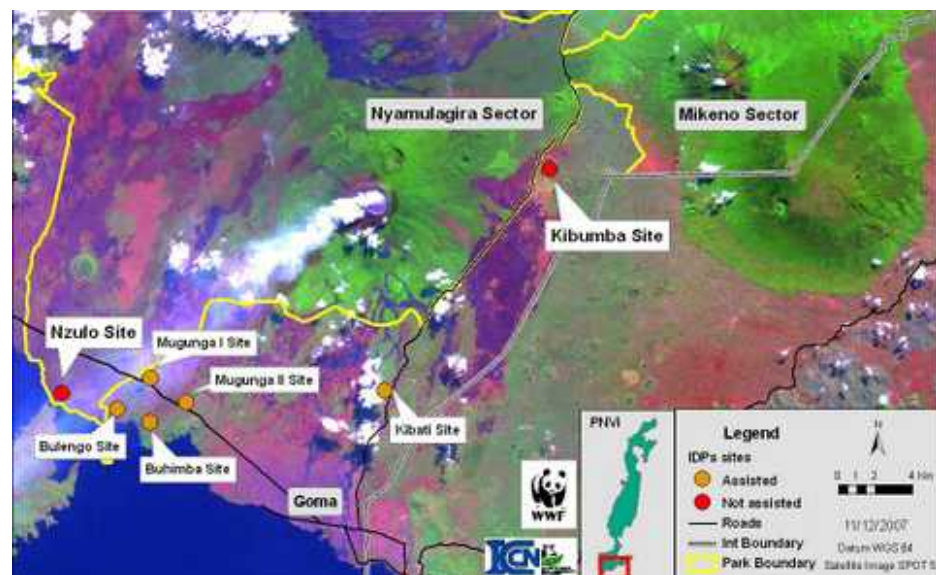 Nyamulagira Sector
Mikeno Sector
Kibumba Site
Nzulo Site
Mugunga I Site
Mugunga II Site
Bulengo Site
Buhimba Site
Kibati Site
Goma
WWF
PNVi
Legend
IDPs sites
Assisted
Not assisted
Roads
Int Boundary
Park Boundary
N
0 1 2 4 Km
11/12/2007
Datum WGS 84
Satellite Image SPOT 5